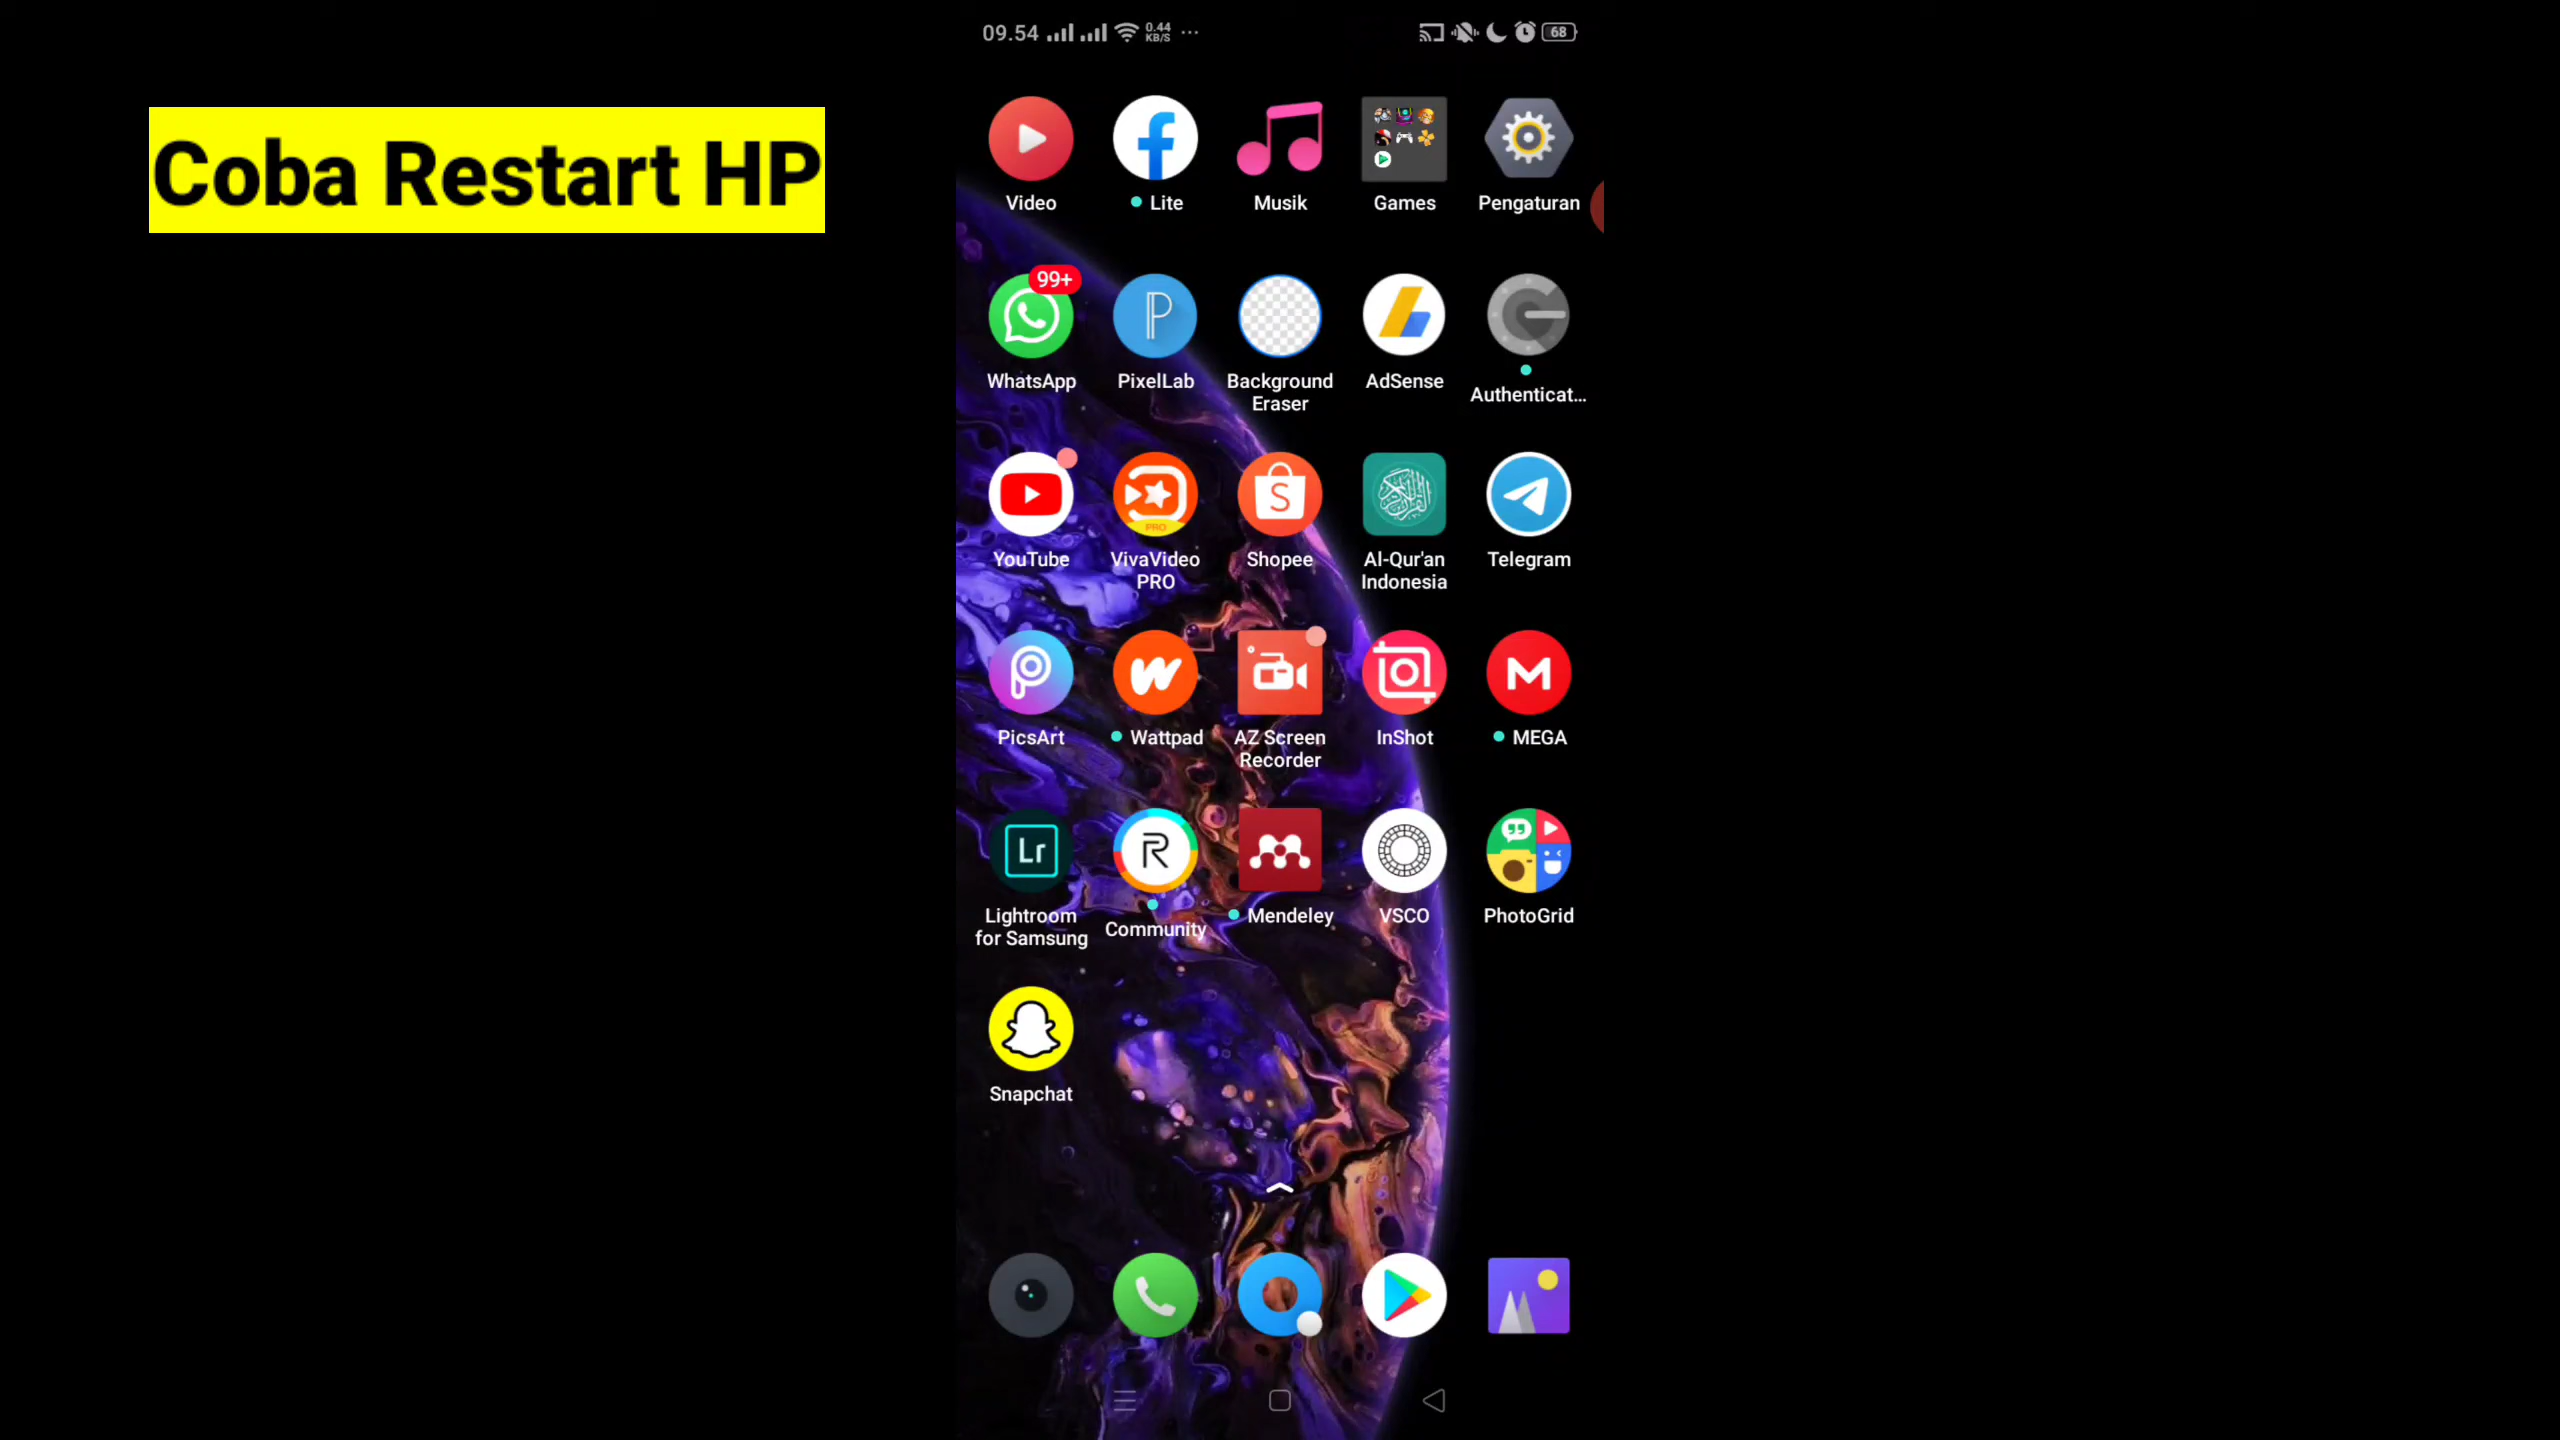 09.54
0.44
KB/S
68
Coba Restart HP
Video
Lite
Musik
Games
Pengaturan
99+
WhatsApp
PixelLab
Background
Eraser
AdSense
Authenticat...
PRO
YouTube
VivaVideo
PRO
Shopee
Al-Qur'an
Indonesia
Telegram
PicsArt
Wattpad
AZ Screen
Recorder
InShot
MEGA
Lr
Lightroom
for Samsung
Community
Mendeley
VSCO
PhotoGrid
Snapchat